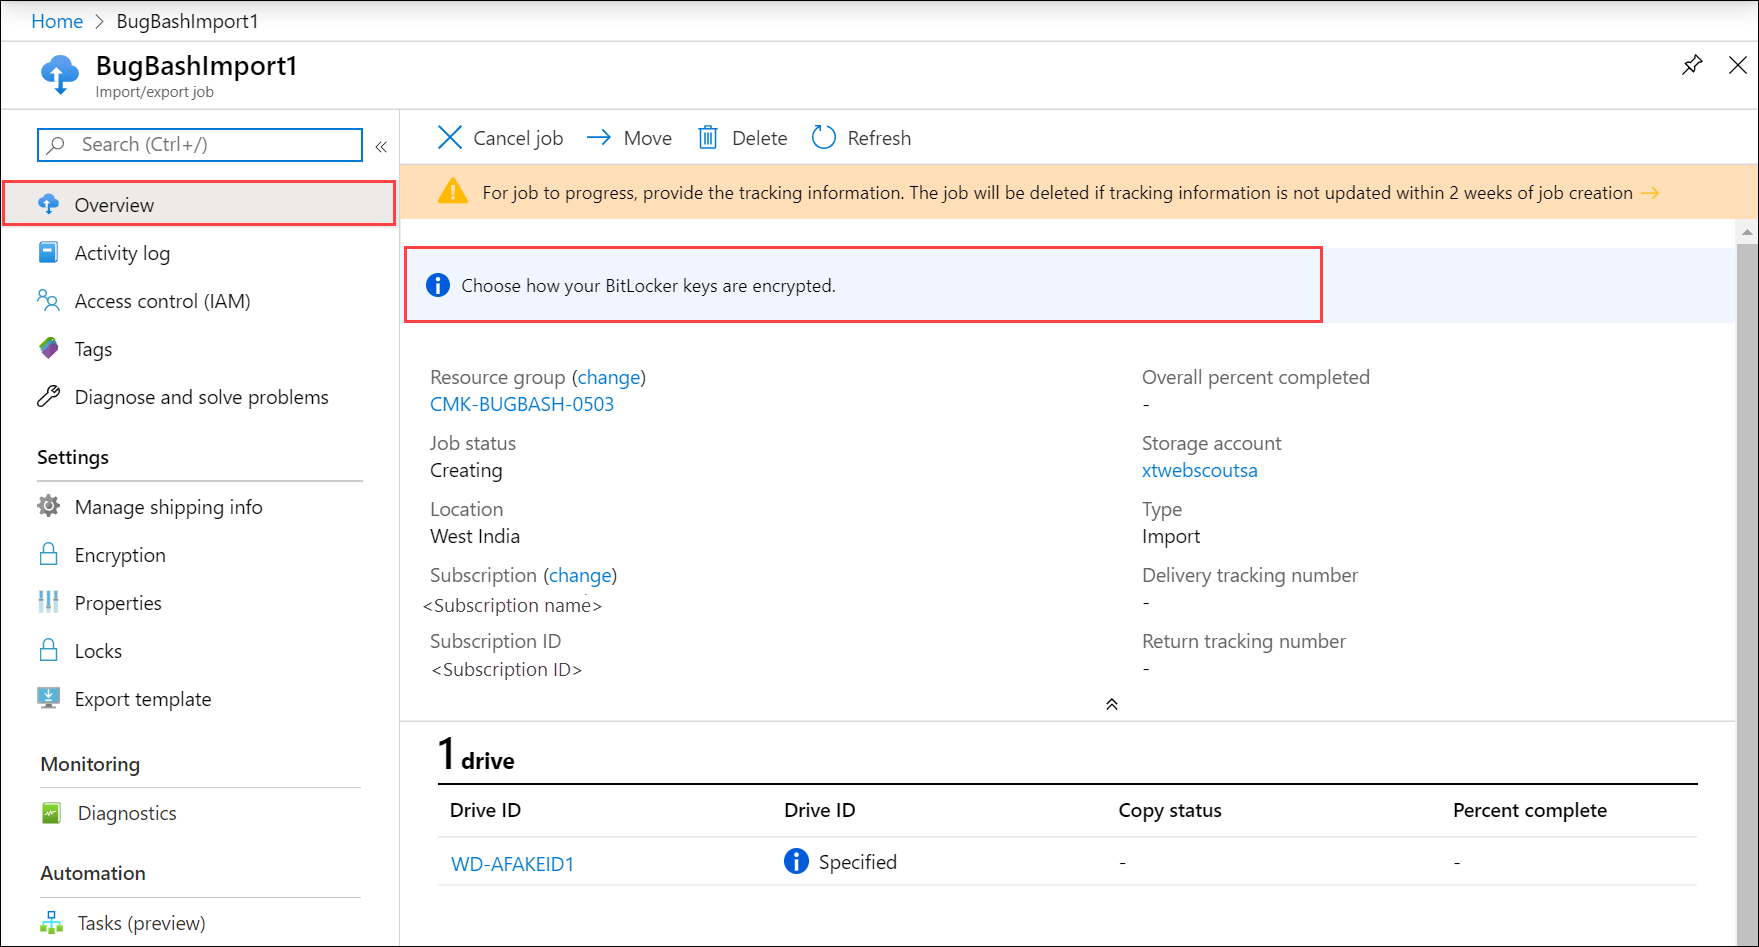 Home > BugBashImport1
BugBashImport1
Import/export job
Search (Ctrl+/)
«
Overview
Activity log
Access control (IAM)
Tags
Diagnose and solve problems
Settings
Manage shipping info
Encryption
Properties
Locks
Export template
Monitoring
Diagnostics
Automation
Tasks (preview)
Cancel job Move Delete Refresh
For job to progress, provide the tracking information. The job will be deleted if tracking information is not updated within 2 weeks of job creation →
Choose how your BitLocker keys are encrypted.
Resource group (change)
CMK-BUGBASH-0503
Job status
Creating
Location
West India
Subscription (change)
<Subscription name>
Subscription ID
<Subscription ID>
Overall percent completed
-
Storage account
xtwebscoutsa
Type
Import
Delivery tracking number
-
Return tracking number
-
1 drive
Drive ID Drive ID Copy status Percent complete
WD-AFAKEID1 Specified - -